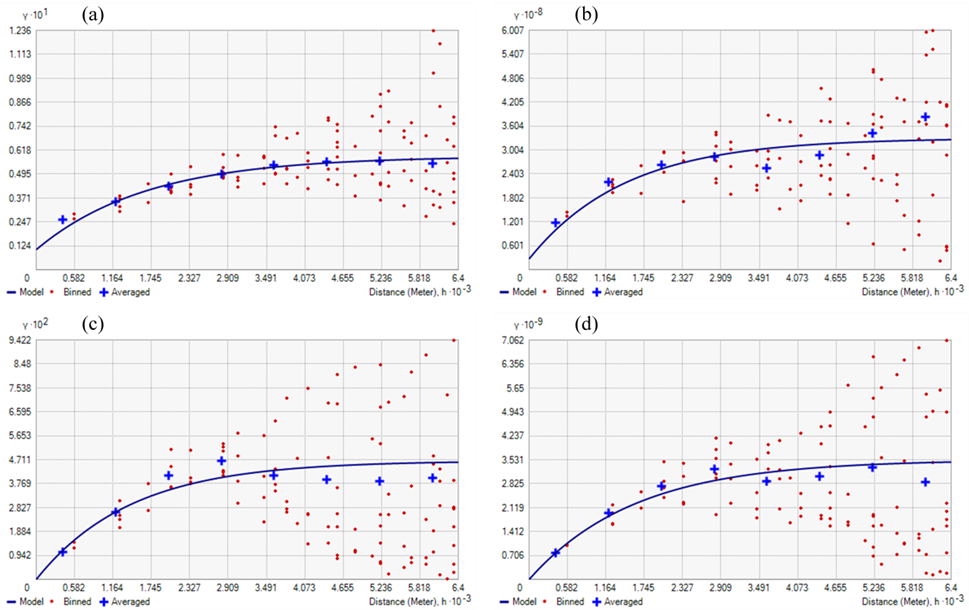 (a)
γ · 10¹
1.236
1.113
0.989
0.866
0.742
0.618
0.495
0.371
0.247
0.124
0 0.582 1.164 1.745 2.327 2.909 3.491 4.073 4.655 5.236 5.818 6.4
Model Binned Averaged Distance (Meter), h · 10⁻³
(b)
γ · 10⁻⁸
6.007
5.407
4.806
4.205
3.604
3.004
2.403
1.802
1.201
0.601
0 0.582 1.164 1.745 2.327 2.909 3.491 4.073 4.655 5.236 5.818 6.4
Model Binned Averaged Distance (Meter), h · 10⁻³
(c)
γ · 10²
9.422
8.48
7.538
6.595
5.653
4.711
3.769
2.827
1.884
0.942
0 0.582 1.164 1.745 2.327 2.909 3.491 4.073 4.655 5.236 5.818 6.4
Model Binned Averaged Distance (Meter), h · 10⁻³
(d)
γ · 10⁻⁹
7.062
6.356
5.65
4.943
4.237
3.531
2.825
2.119
1.412
0.706
0 0.582 1.164 1.745 2.327 2.909 3.491 4.073 4.655 5.236 5.818 6.4
Model Binned Averaged Distance (Meter), h · 10⁻³